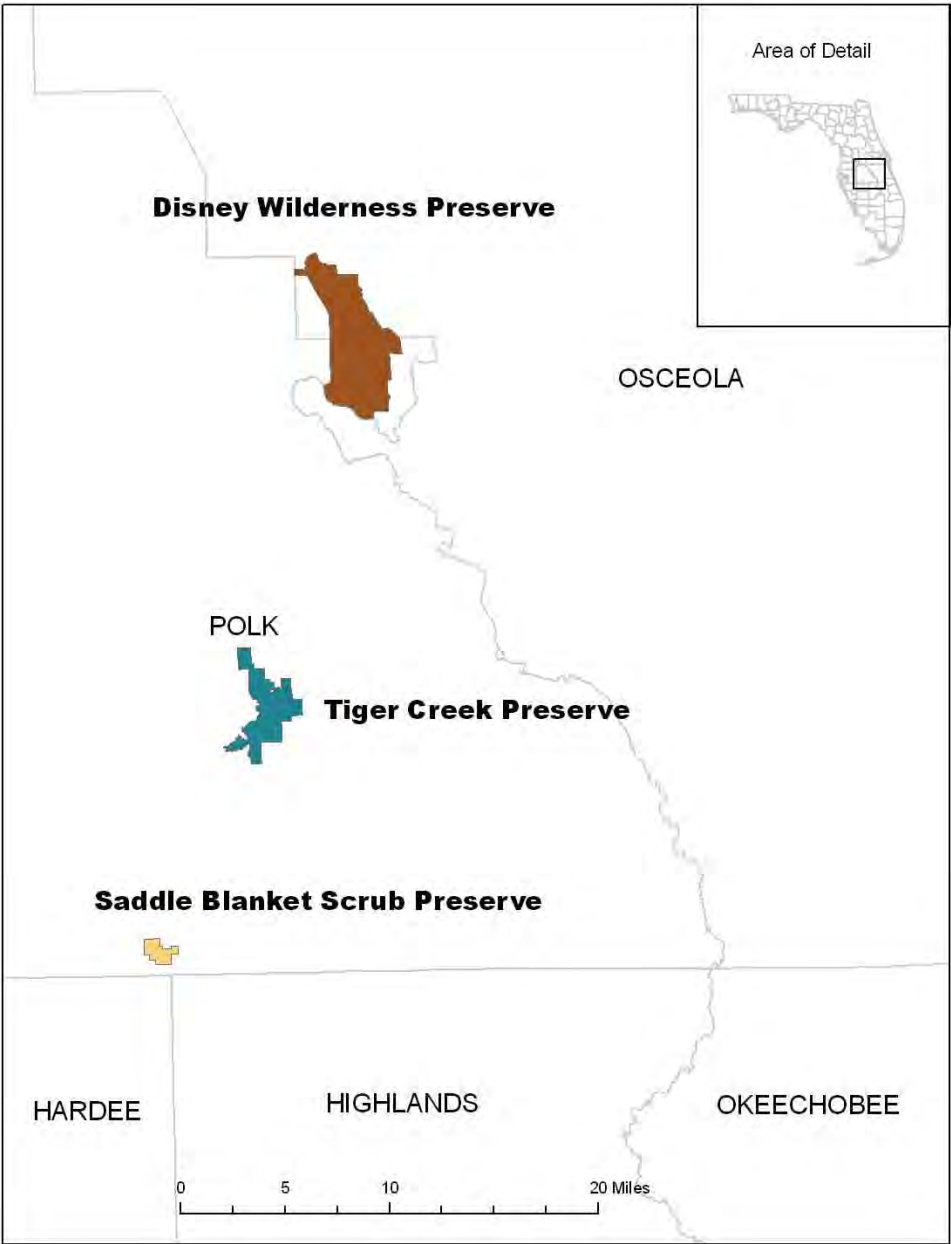 Area of Detail
Disney Wilderness Preserve
OSCEOLA
POLK
Tiger Creek Preserve
Saddle Blanket Scrub Preserve
HARDEE
HIGHLANDS
OKEECHOBEE
0 5 10 20 Miles